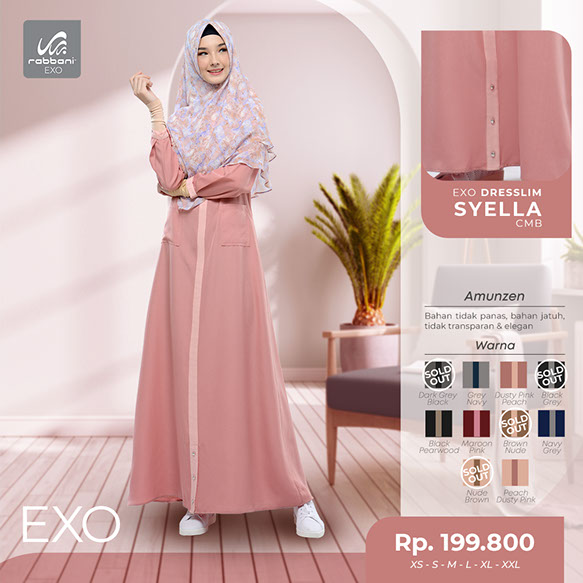 rabbani
EXO
EXO DRESSLIM
SYELLA
CMB
Amunzen
Bahan tidak panas, bahan jatuh,
tidak transparan & elegan
Warna
SOLD OUT
SOLD OUT
Dark Grey Black
Grey Navy
Dusty Pink Peach
Black Grey
SOLD OUT
Black Pearwood
Maroon Pink
Brown Nude
Navy Grey
SOLD OUT
Nude Brown
Peach Dusty Pink
EXO
Rp. 199.800
XS - S - M - L - XL - XXL